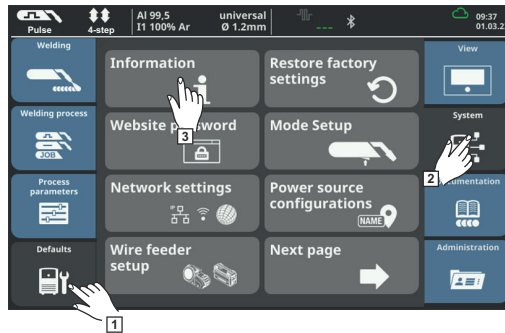 Pulse
4-step
Al 99,5
universal
I1 100% Ar
Ø 1.2mm
---
09:37
01.03.2
Welding
Welding process
JOB
Process
parameters
Defaults
Information
Restore factory
settings
Website p
word
Mode Setup
Network settings
Power source
configurations
NAME
Wire feeder
setup
Next page
View
System
umentation
Administration
1
2
3